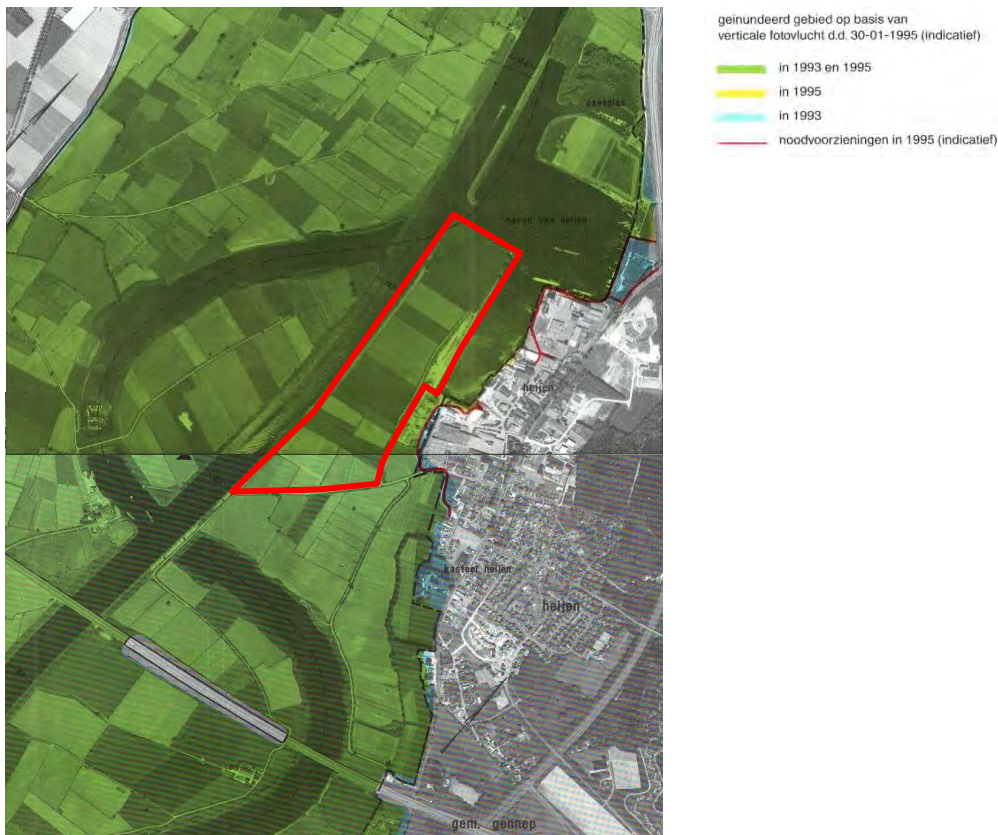 geinundeerd gebied op basis van
verticale fotovlucht d.d. 30-01-1995 (indicatief)
in 1993 en 1995
in 1995
in 1993
noodvoorzieningen in 1995 (indicatief)
paesplas
haven van heijen
heijen
kasteel heijen
heijen
gem. gennep